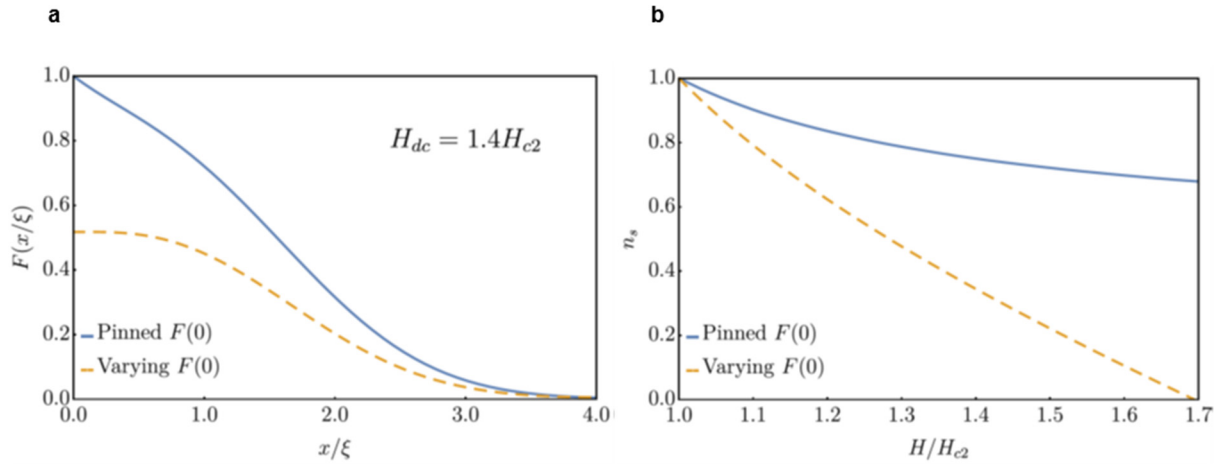 a
1.0
0.8
0.6
0.4
0.2
0.0
F(x/ξ)
H_dc = 1.4H_c2
Pinned F(0)
Varying F(0)
0.0 1.0 2.0 3.0 4.0
x/ξ
b
1.0
0.8
0.6
0.4
0.2
0.0
n_s
Pinned F(0)
Varying F(0)
1.0 1.1 1.2 1.3 1.4 1.5 1.6 1.7
H/H_c2